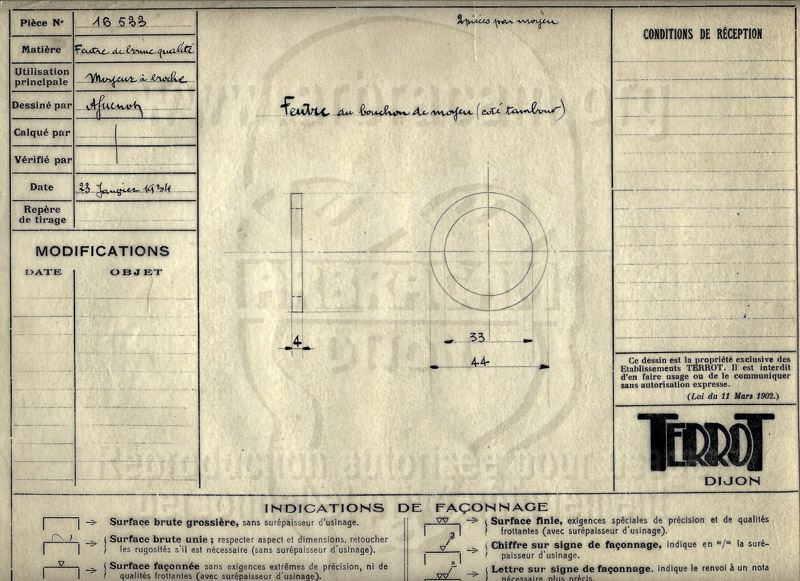 Pièce No 16 533
Matière Feutre de bonne qualité
Utilisation principale Moyeux à broche
Dessiné par
Calqué par
Vérifié par
Date 23 Janvier 1934
Repère de tirage
MODIFICATIONS
DATE OBJET
2 pièces par moyeu
Feutre au bouchon de moyeu (coté tambour)
4
33
44
CONDITIONS DE RÉCEPTION
Ce dessin est la propriété exclusive des
Etablissements TERROT. Il est interdit
d'en faire usage ou de le communiquer
sans autorisation expresse.
(Loi du 11 Mars 1902.)
TERROT
DIJON
INDICATIONS DE FAÇONNAGE
Surface brute grossière, sans surépaisseur d'usinage.
Surface brute unie ; respecter aspect et dimensions, retoucher
les rugosités s'il est nécessaire (sans surépaisseur d'usinage).
Surface façonnée sans exigences extrêmes de précision, ni de
qualités frottantes (avec surépaisseur d'usinage).
Surface finie, exigences spéciales de précision et de qualités
frottantes (avec surépaisseur d'usinage).
Chiffre sur signe de façonnage, indique en m/m la suré-
paisseur d'usinage.
Lettre sur signe de façonnage, indique le renvoi à un nota
nécessaire plus précis.